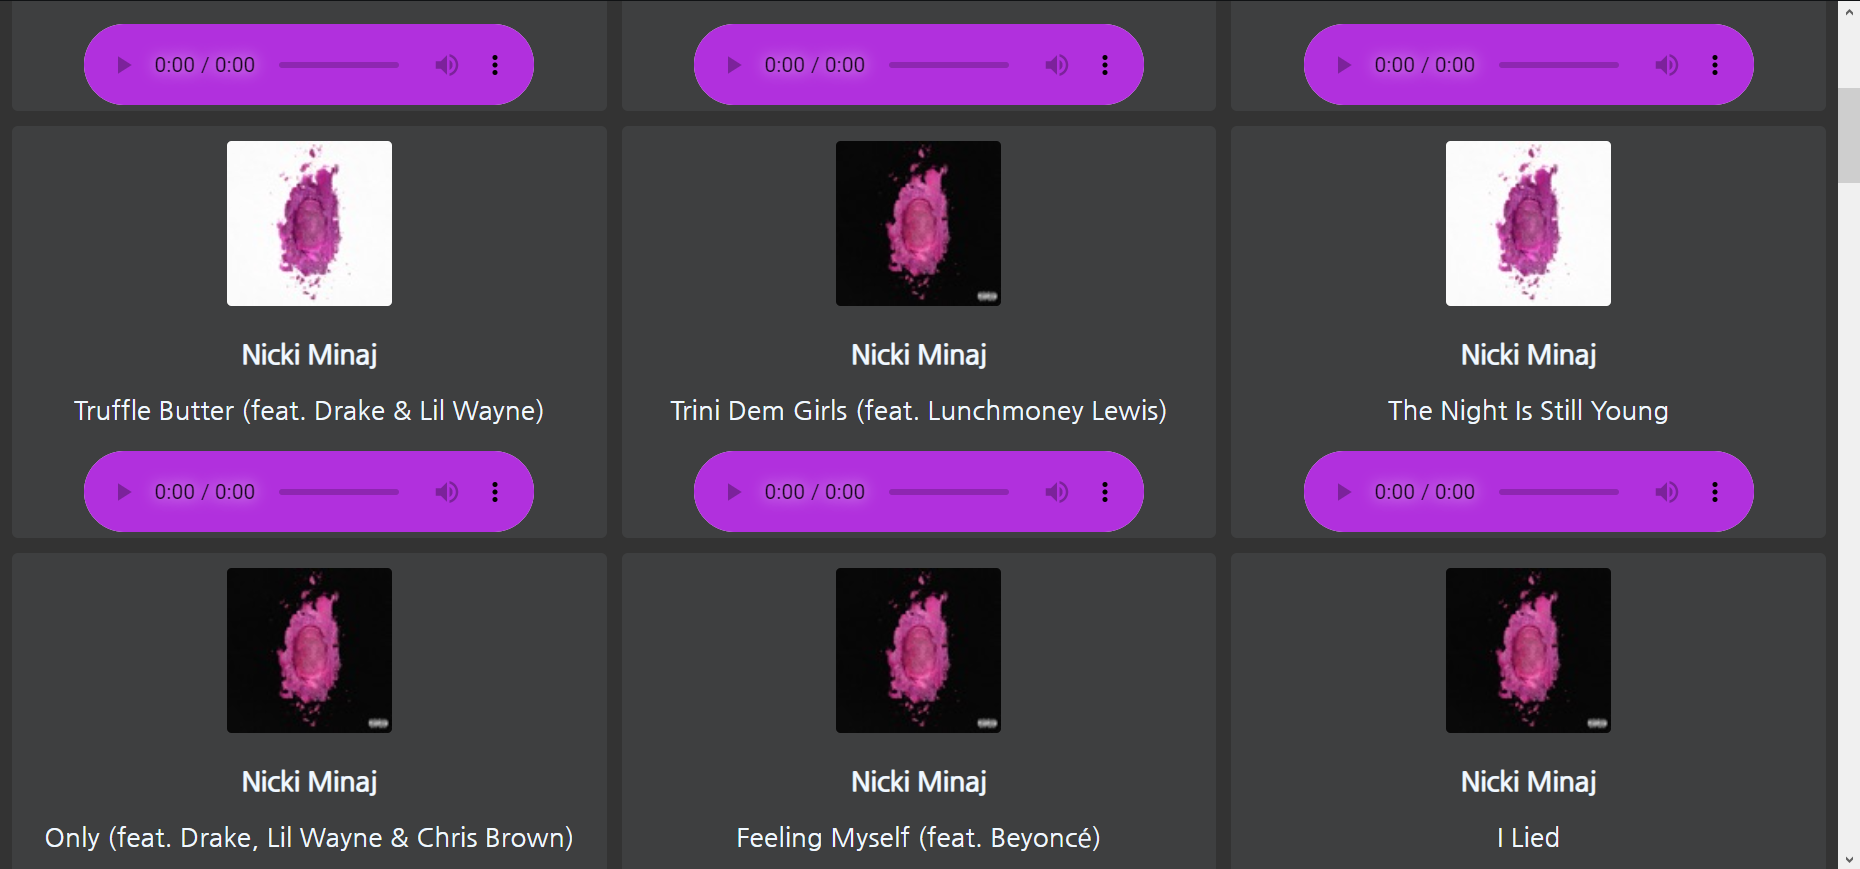 0:00 / 0:00
0:00 / 0:00
0:00 / 0:00
Nicki Minaj
Truffle Butter (feat. Drake & Lil Wayne)
0:00 / 0:00
Nicki Minaj
Trini Dem Girls (feat. Lunchmoney Lewis)
0:00 / 0:00
Nicki Minaj
The Night Is Still Young
0:00 / 0:00
Nicki Minaj
Only (feat. Drake, Lil Wayne & Chris Brown)
Nicki Minaj
Feeling Myself (feat. Beyoncé)
Nicki Minaj
I Lied